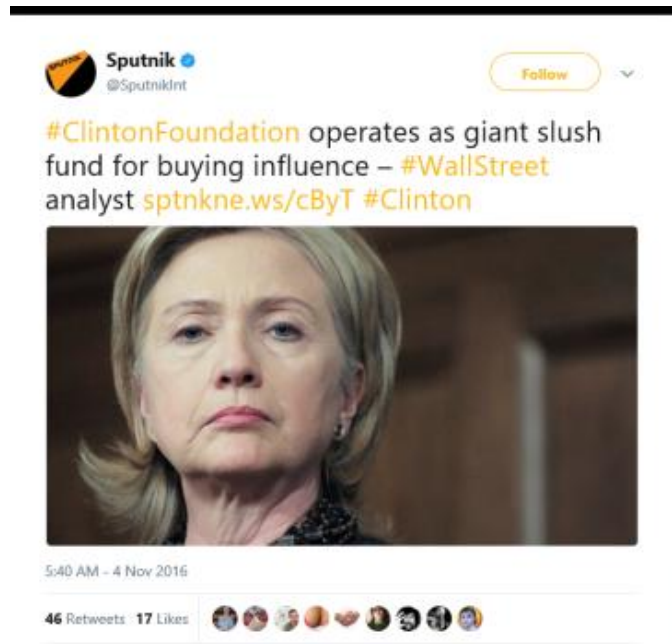 Sputnik
@SputnikInt
Follow
#ClintonFoundation operates as giant slush
fund for buying influence – #WallStreet
analyst sptnkne.ws/cByT #Clinton
5:40 AM - 4 Nov 2016
46 Retweets 17 Likes